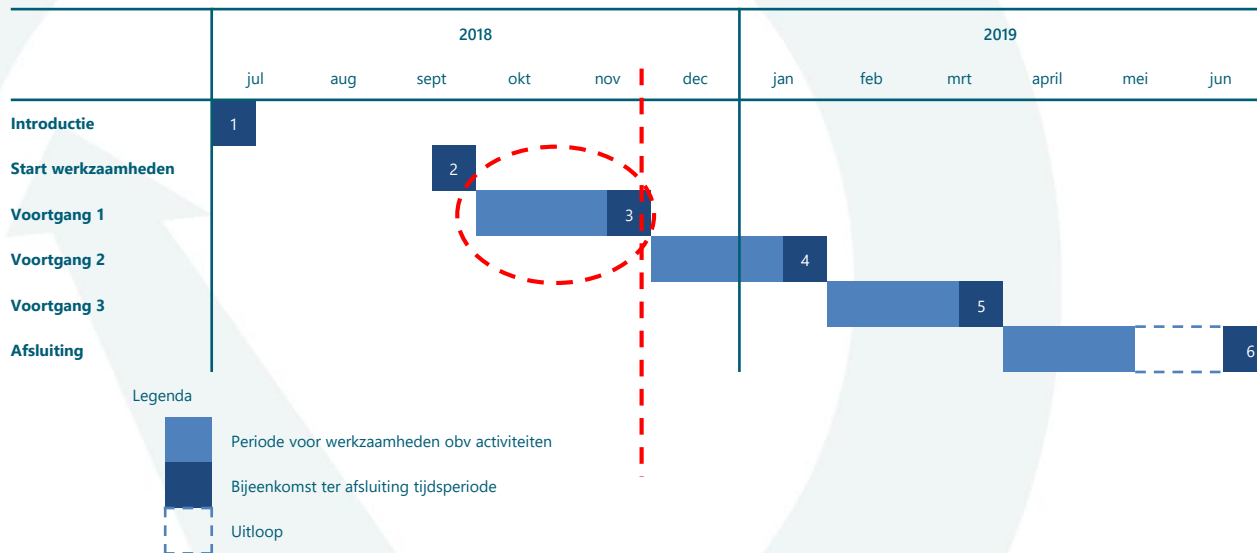 2018 2019
jul aug sept okt nov dec jan feb mrt april mei jun
Introductie 1
Start werkzaamheden 2
Voortgang 1 3
Voortgang 2 4
Voortgang 3 5
Afsluiting 6
Legenda
Periode voor werkzaamheden obv activiteiten
Bijeenkomst ter afsluiting tijdsperiode
Uitloop